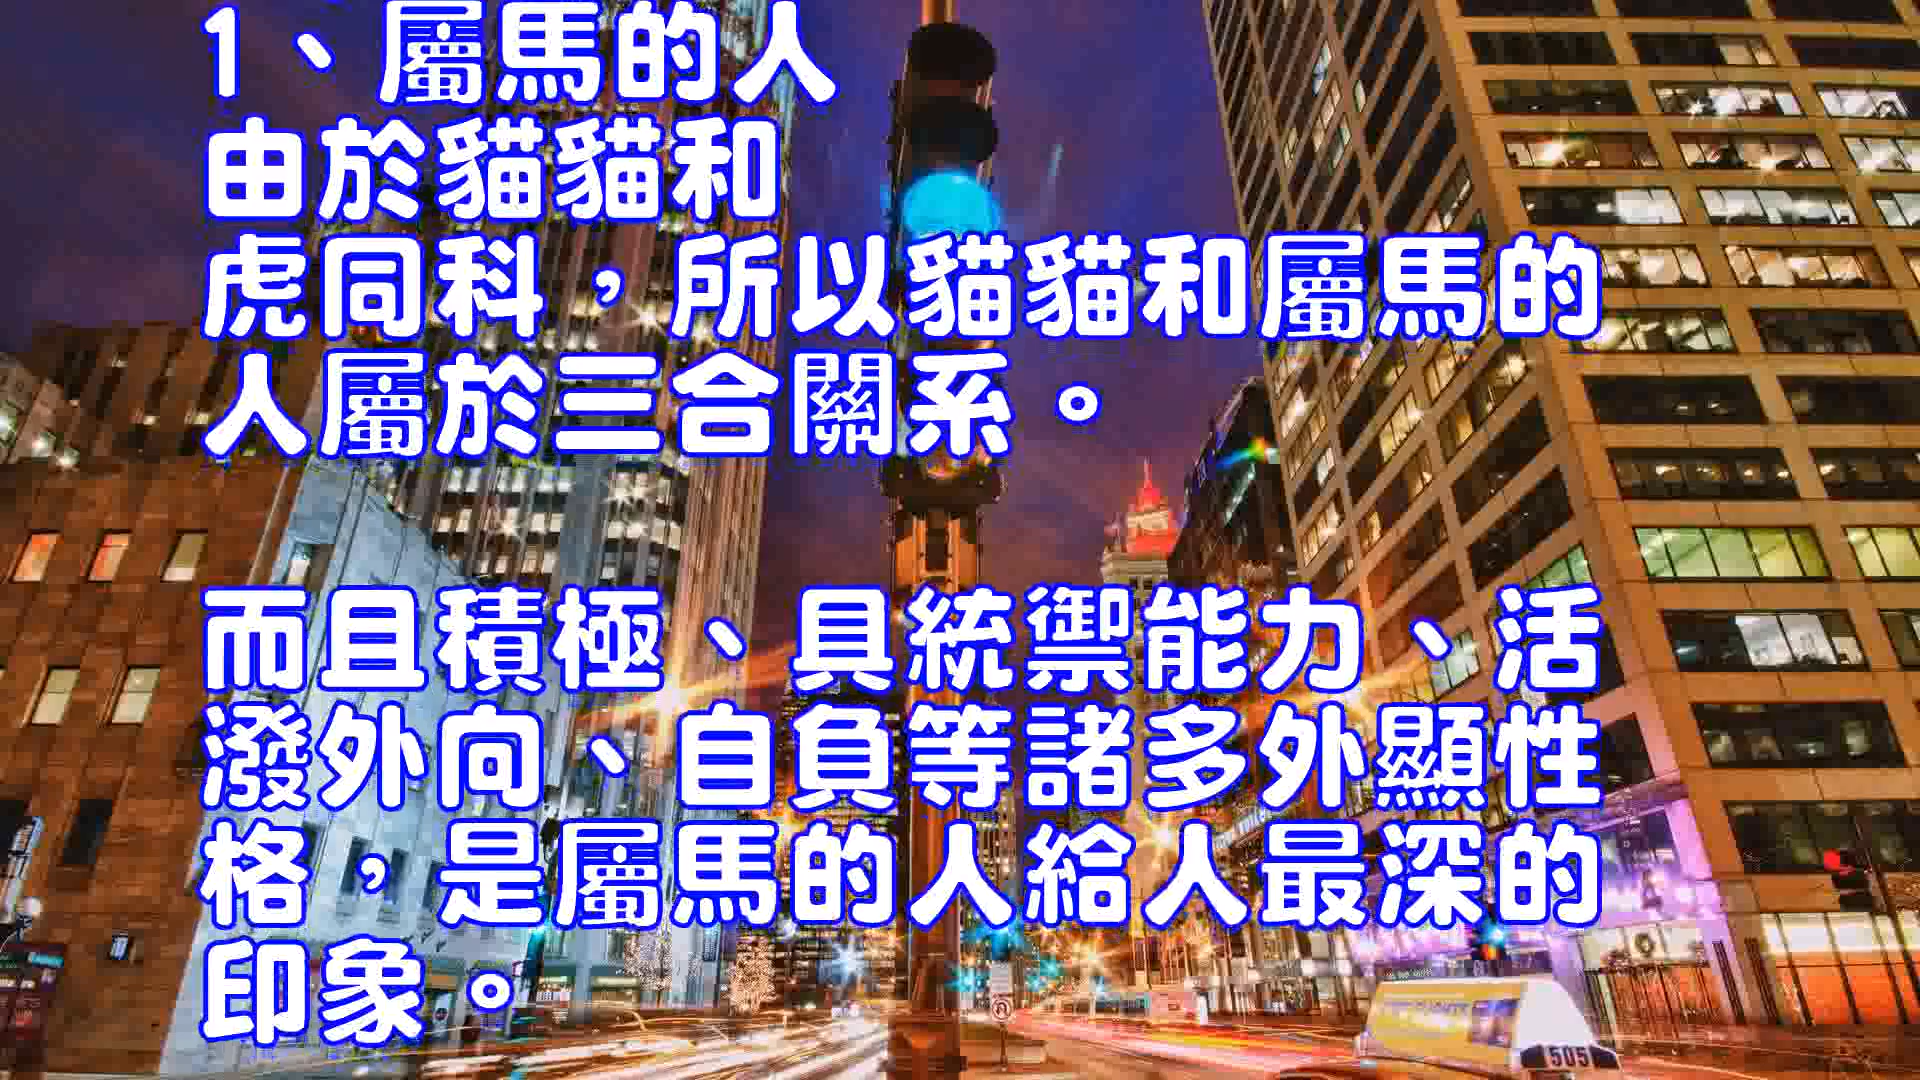 1、屬馬的人
由於貓貓和
虎同科，所以貓貓和屬馬的
人屬於三合關系。
而且積極、具統御能力、活
潑外向、自負等諸多外顯性
格，是屬馬的人給人最深的
印象。
505